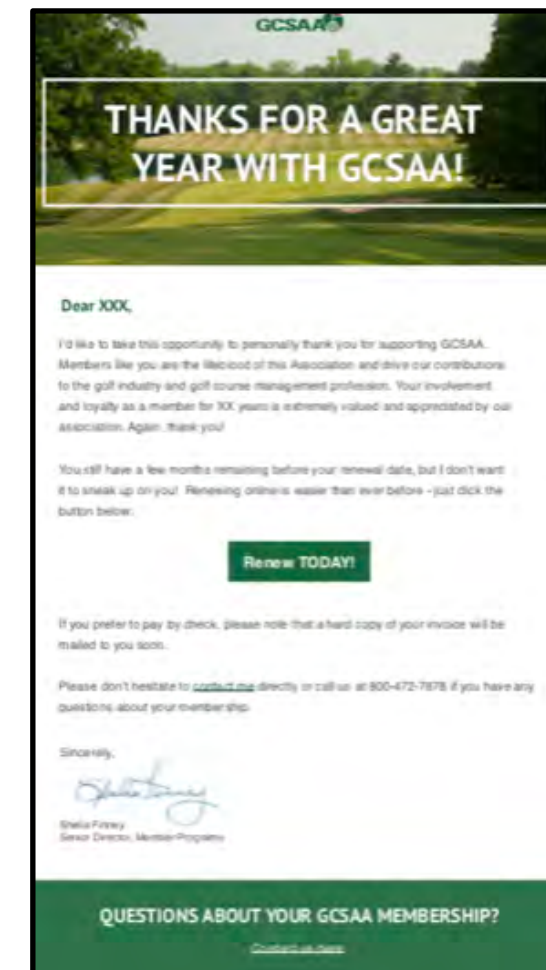 GCSAA
THANKS FOR A GREAT
YEAR WITH GCSAA!
Dear XXX,
I'd like to take this opportunity to personally thank you for supporting GCSAA.
Members like you are the lifeblood of this Association and drive our contributions
to the golf industry and golf course management profession. Your involvement
and loyalty as a member for XX years is extremely valued and appreciated by our
association. Again, thank you!
You still have a few months remaining before your renewal date, but I don't want
it to sneak up on you! Renewing online is easier than ever before - just click the
button below.
Renew TODAY!
If you prefer to pay by check, please note that a hard copy of your invoice will be
mailed to you soon.
Please don't hesitate to contact me directly or call us at 800-472-7878 if you have any
questions about your membership.
Sincerely,
Shelia Finney
Senior Director, Member Programs
QUESTIONS ABOUT YOUR GCSAA MEMBERSHIP?
Contact us here